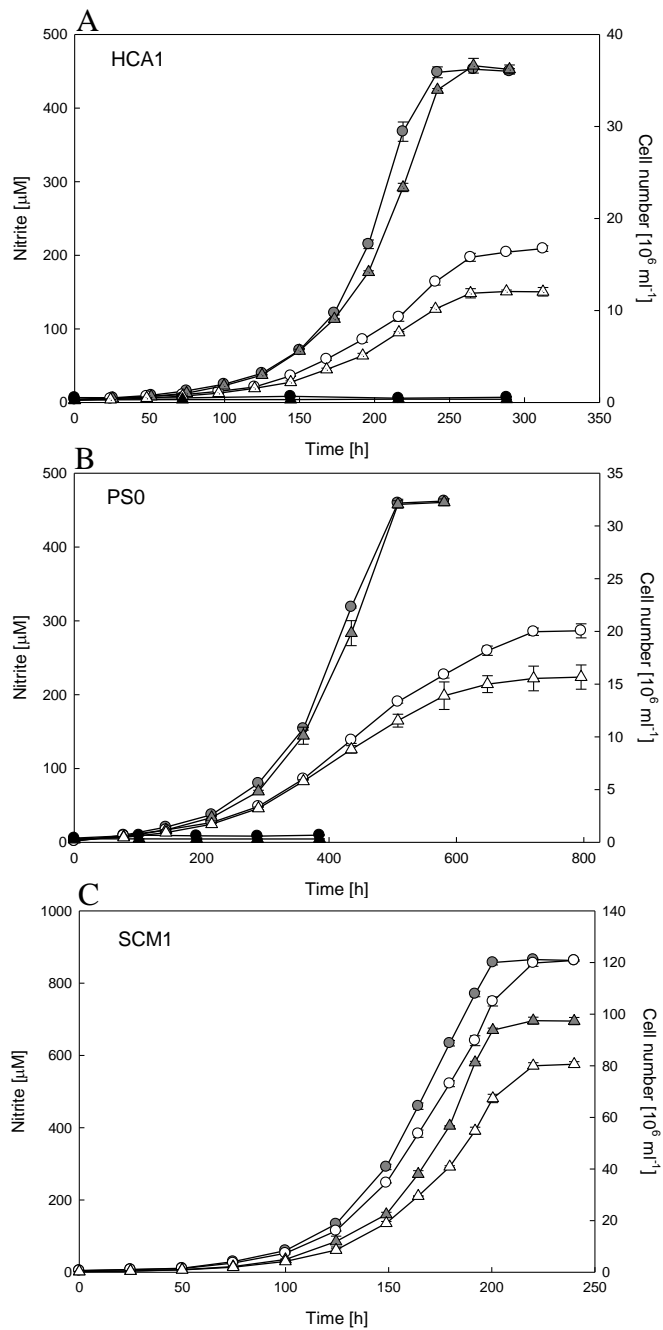 A
HCA1
500
400
300
200
100
0
Nitrite [µM]
40
30
20
10
0
Cell number [10⁶ ml⁻¹]
0 50 100 150 200 250 300 350
Time [h]
B
PS0
500
400
300
200
100
0
Nitrite [µM]
35
30
25
20
15
10
5
0
Cell number [10⁶ ml⁻¹]
0 200 400 600 800
Time [h]
C
SCM1
1000
800
600
400
200
0
Nitrite [µM]
140
120
100
80
60
40
20
0
Cell number [10⁶ ml⁻¹]
0 50 100 150 200 250
Time [h]